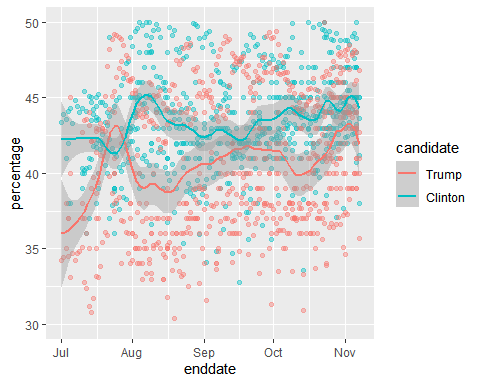 50
45
40
35
30
percentage
Jul
Aug
Sep
Oct
Nov
enddate
candidate
Trump
Clinton